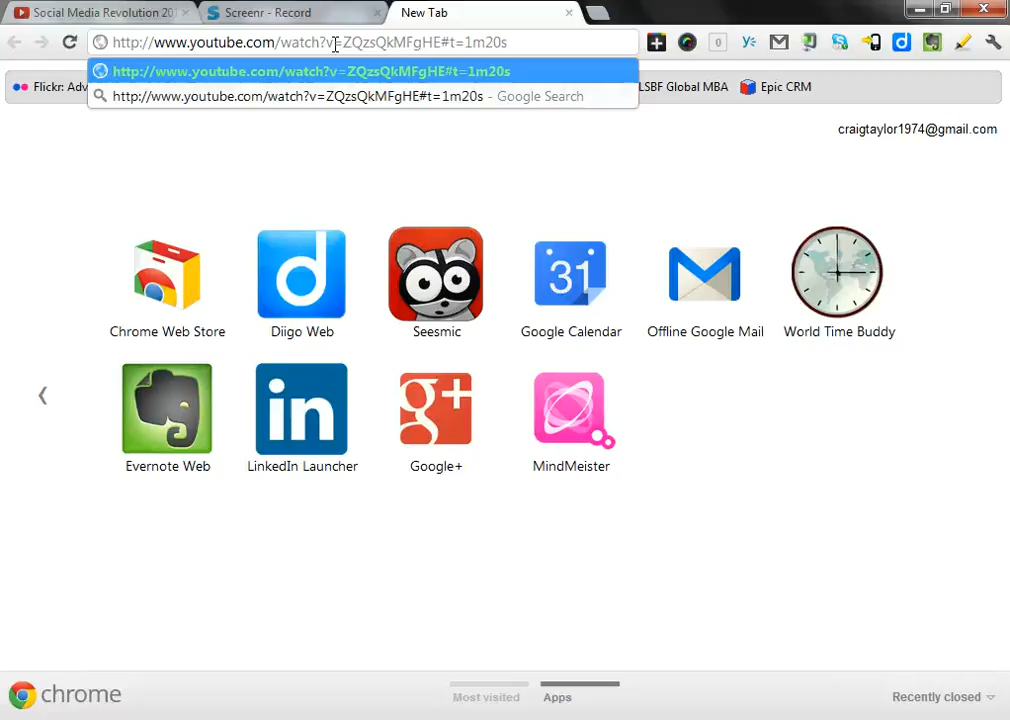 Social Media Revolution 201
Screenr - Record
New Tab
http://www.youtube.com/watch?v=ZQzsQkMFgHE#t=1m20s
0
http://www.youtube.com/watch?v=ZQzsQkMFgHE#t=1m20s
http://www.youtube.com/watch?v=ZQzsQkMFgHE#t=1m20s - Google Search
Flickr: Adv
LSBF Global MBA
Epic CRM
craigtaylor1974@gmail.com
31
Chrome Web Store
Diigo Web
Seesmic
Google Calendar
Offline Google Mail
World Time Buddy
Evernote Web
LinkedIn Launcher
Google+
MindMeister
chrome
Most visited
Apps
Recently closed